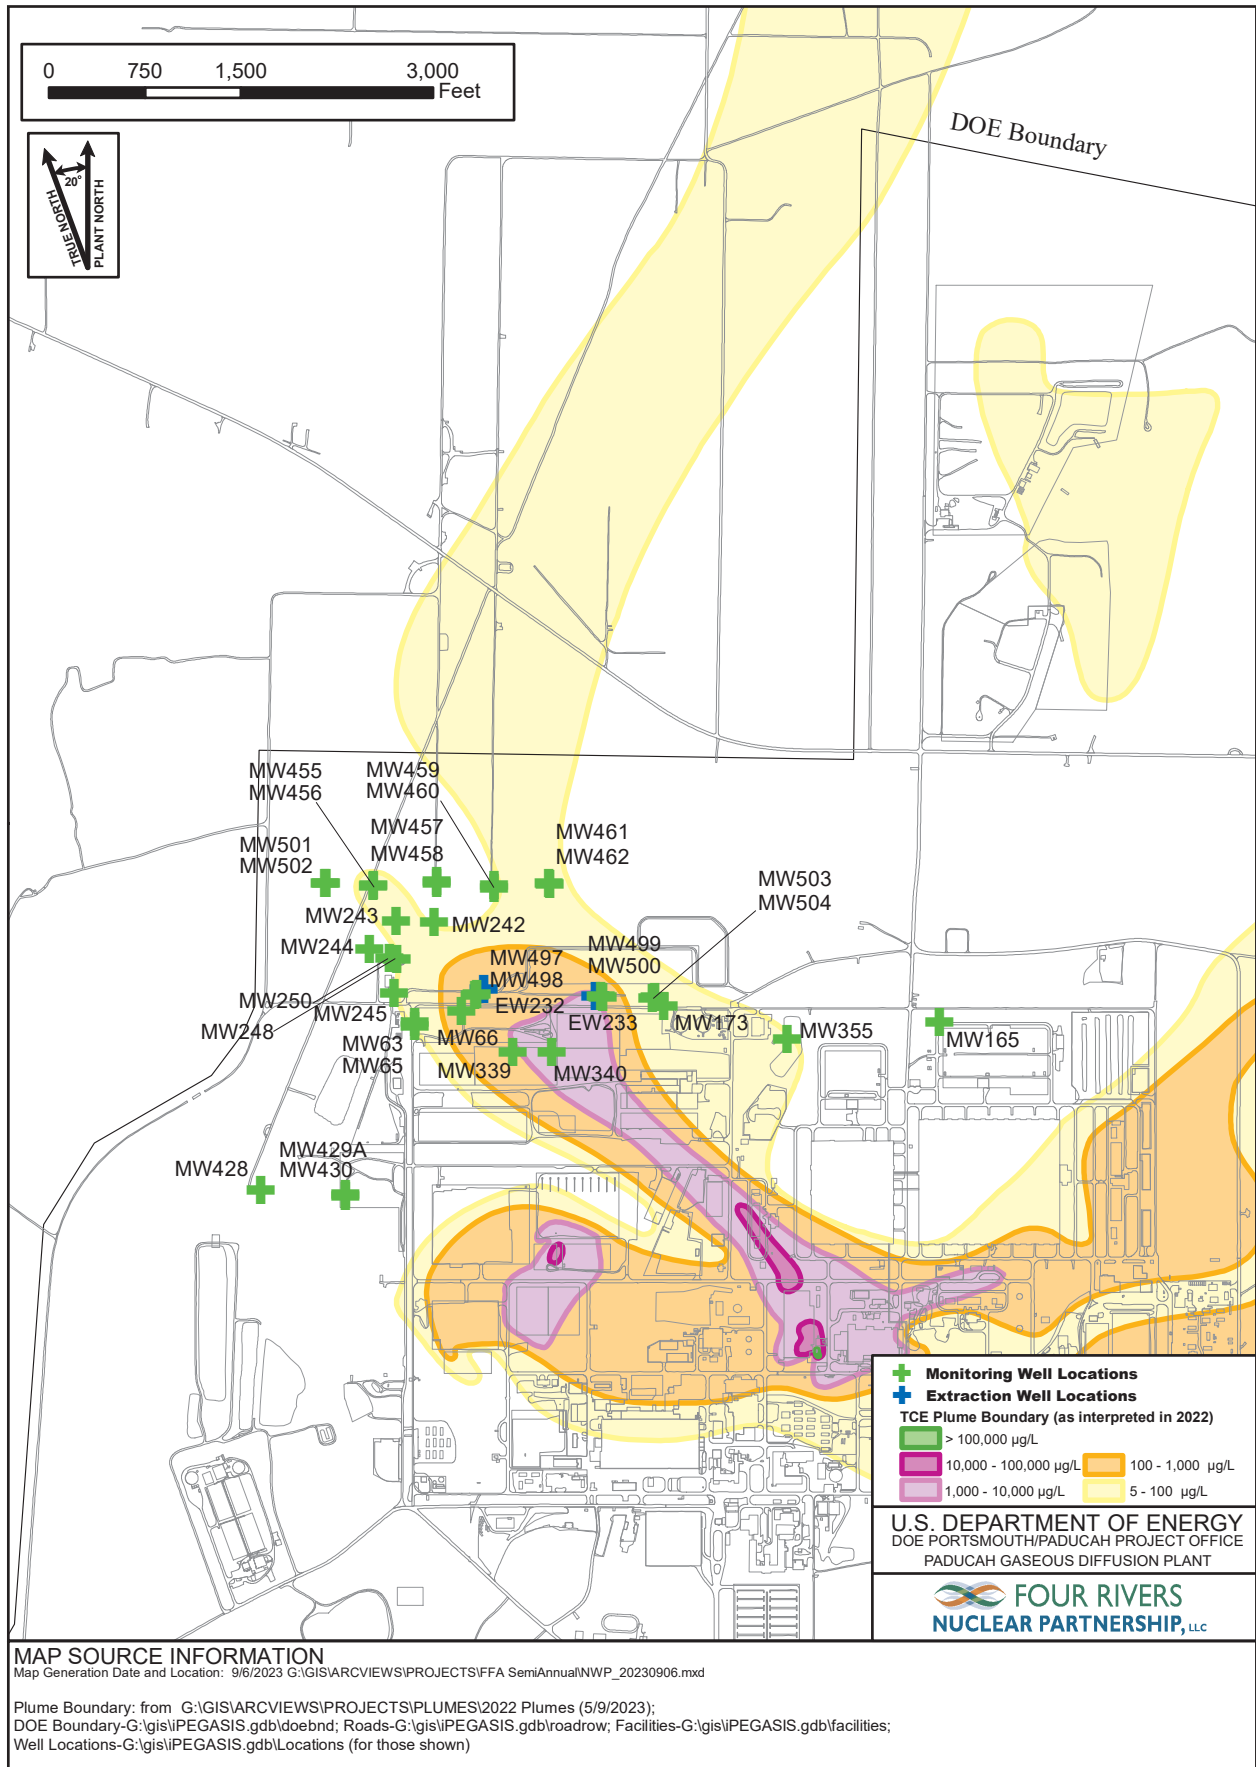 0 750 1,500 3,000
Feet
DOE Boundary
20°
TRUE NORTH
PLANT NORTH
MW455
MW456
MW459
MW460
MW457
MW458
MW461
MW462
MW501
MW502
MW503
MW504
MW243
MW242
MW244
MW497
MW498
MW499
MW500
MW250
MW248
MW245
EW232
EW233
MW173
MW63
MW65
MW66
MW339
MW340
MW355
MW165
MW428
MW429A
MW430
Monitoring Well Locations
Extraction Well Locations
TCE Plume Boundary (as interpreted in 2022)
> 100,000 µg/L
10,000 - 100,000 µg/L
100 - 1,000 µg/L
1,000 - 10,000 µg/L
5 - 100 µg/L
U.S. DEPARTMENT OF ENERGY
DOE PORTSMOUTH/PADUCAH PROJECT OFFICE
PADUCAH GASEOUS DIFFUSION PLANT
FOUR RIVERS
NUCLEAR PARTNERSHIP, LLC
MAP SOURCE INFORMATION
Map Generation Date and Location: 9/6/2023 G:\GIS\ARCVIEWS\PROJECTS\FFA SemiAnnual\NWP_20230906.mxd
Plume Boundary: from G:\GIS\ARCVIEWS\PROJECTS\PLUMES\2022 Plumes (5/9/2023);
DOE Boundary-G:\gis\iPEGASIS.gdb\doebnd; Roads-G:\gis\iPEGASIS.gdb\roadrow; Facilities-G:\gis\iPEGASIS.gdb\facilities;
Well Locations-G:\gis\iPEGASIS.gdb\Locations (for those shown)